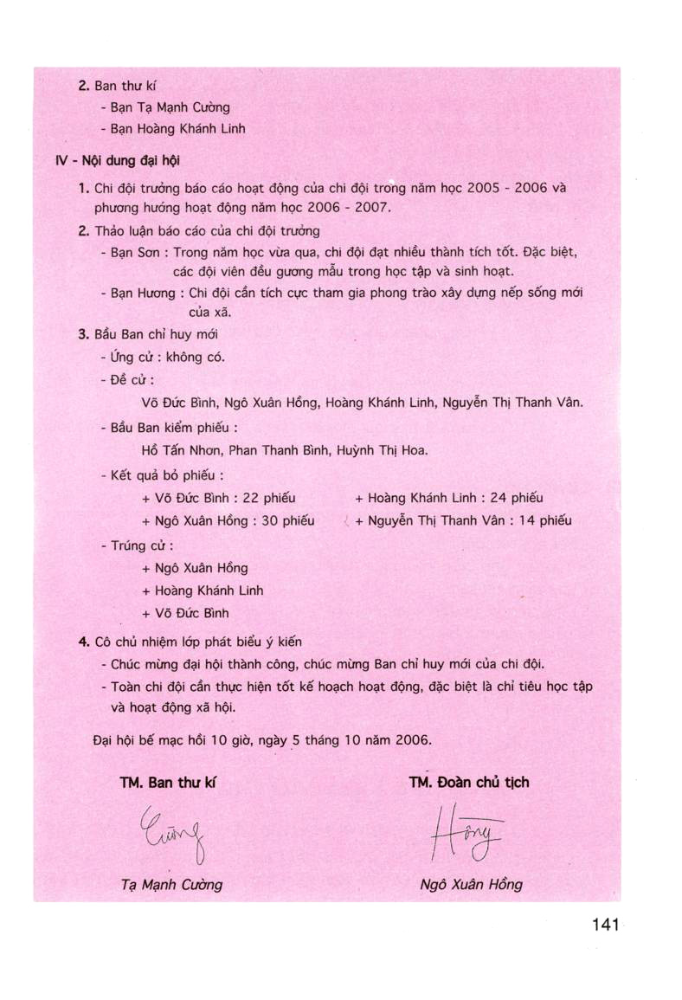 2. Ban thư kí
- Bạn Tạ Mạnh Cường
- Bạn Hoàng Khánh Linh
IV - Nội dung đại hội
1. Chi đội trưởng báo cáo hoạt động của chi đội trong năm học 2005 - 2006 và
phương hướng hoạt động năm học 2006 - 2007.
2. Thảo luận báo cáo của chi đội trưởng
- Bạn Sơn : Trong năm học vừa qua, chi đội đạt nhiều thành tích tốt. Đặc biệt,
các đội viên đều gương mẫu trong học tập và sinh hoạt.
- Bạn Hương : Chi đội cần tích cực tham gia phong trào xây dựng nếp sống mới
của xã.
3. Bầu Ban chỉ huy mới
- Ứng cử : không có.
- Đề cử :
Võ Đức Bình, Ngô Xuân Hồng, Hoàng Khánh Linh, Nguyễn Thị Thanh Vân.
- Bầu Ban kiểm phiếu :
Hồ Tấn Nhơn, Phan Thanh Bình, Huỳnh Thị Hoa.
- Kết quả bỏ phiếu :
+ Võ Đức Bình : 22 phiếu + Hoàng Khánh Linh : 24 phiếu
+ Ngô Xuân Hồng : 30 phiếu + Nguyễn Thị Thanh Vân : 14 phiếu
- Trúng cử :
+ Ngô Xuân Hồng
+ Hoàng Khánh Linh
+ Võ Đức Bình
4. Cô chủ nhiệm lớp phát biểu ý kiến
- Chúc mừng đại hội thành công, chúc mừng Ban chỉ huy mới của chi đội.
- Toàn chi đội cần thực hiện tốt kế hoạch hoạt động, đặc biệt là chỉ tiêu học tập
và hoạt động xã hội.
Đại hội bế mạc hồi 10 giờ, ngày 5 tháng 10 năm 2006.
TM. Ban thư kí TM. Đoàn chủ tịch
Cường Hồng
Tạ Mạnh Cường Ngô Xuân Hồng
141